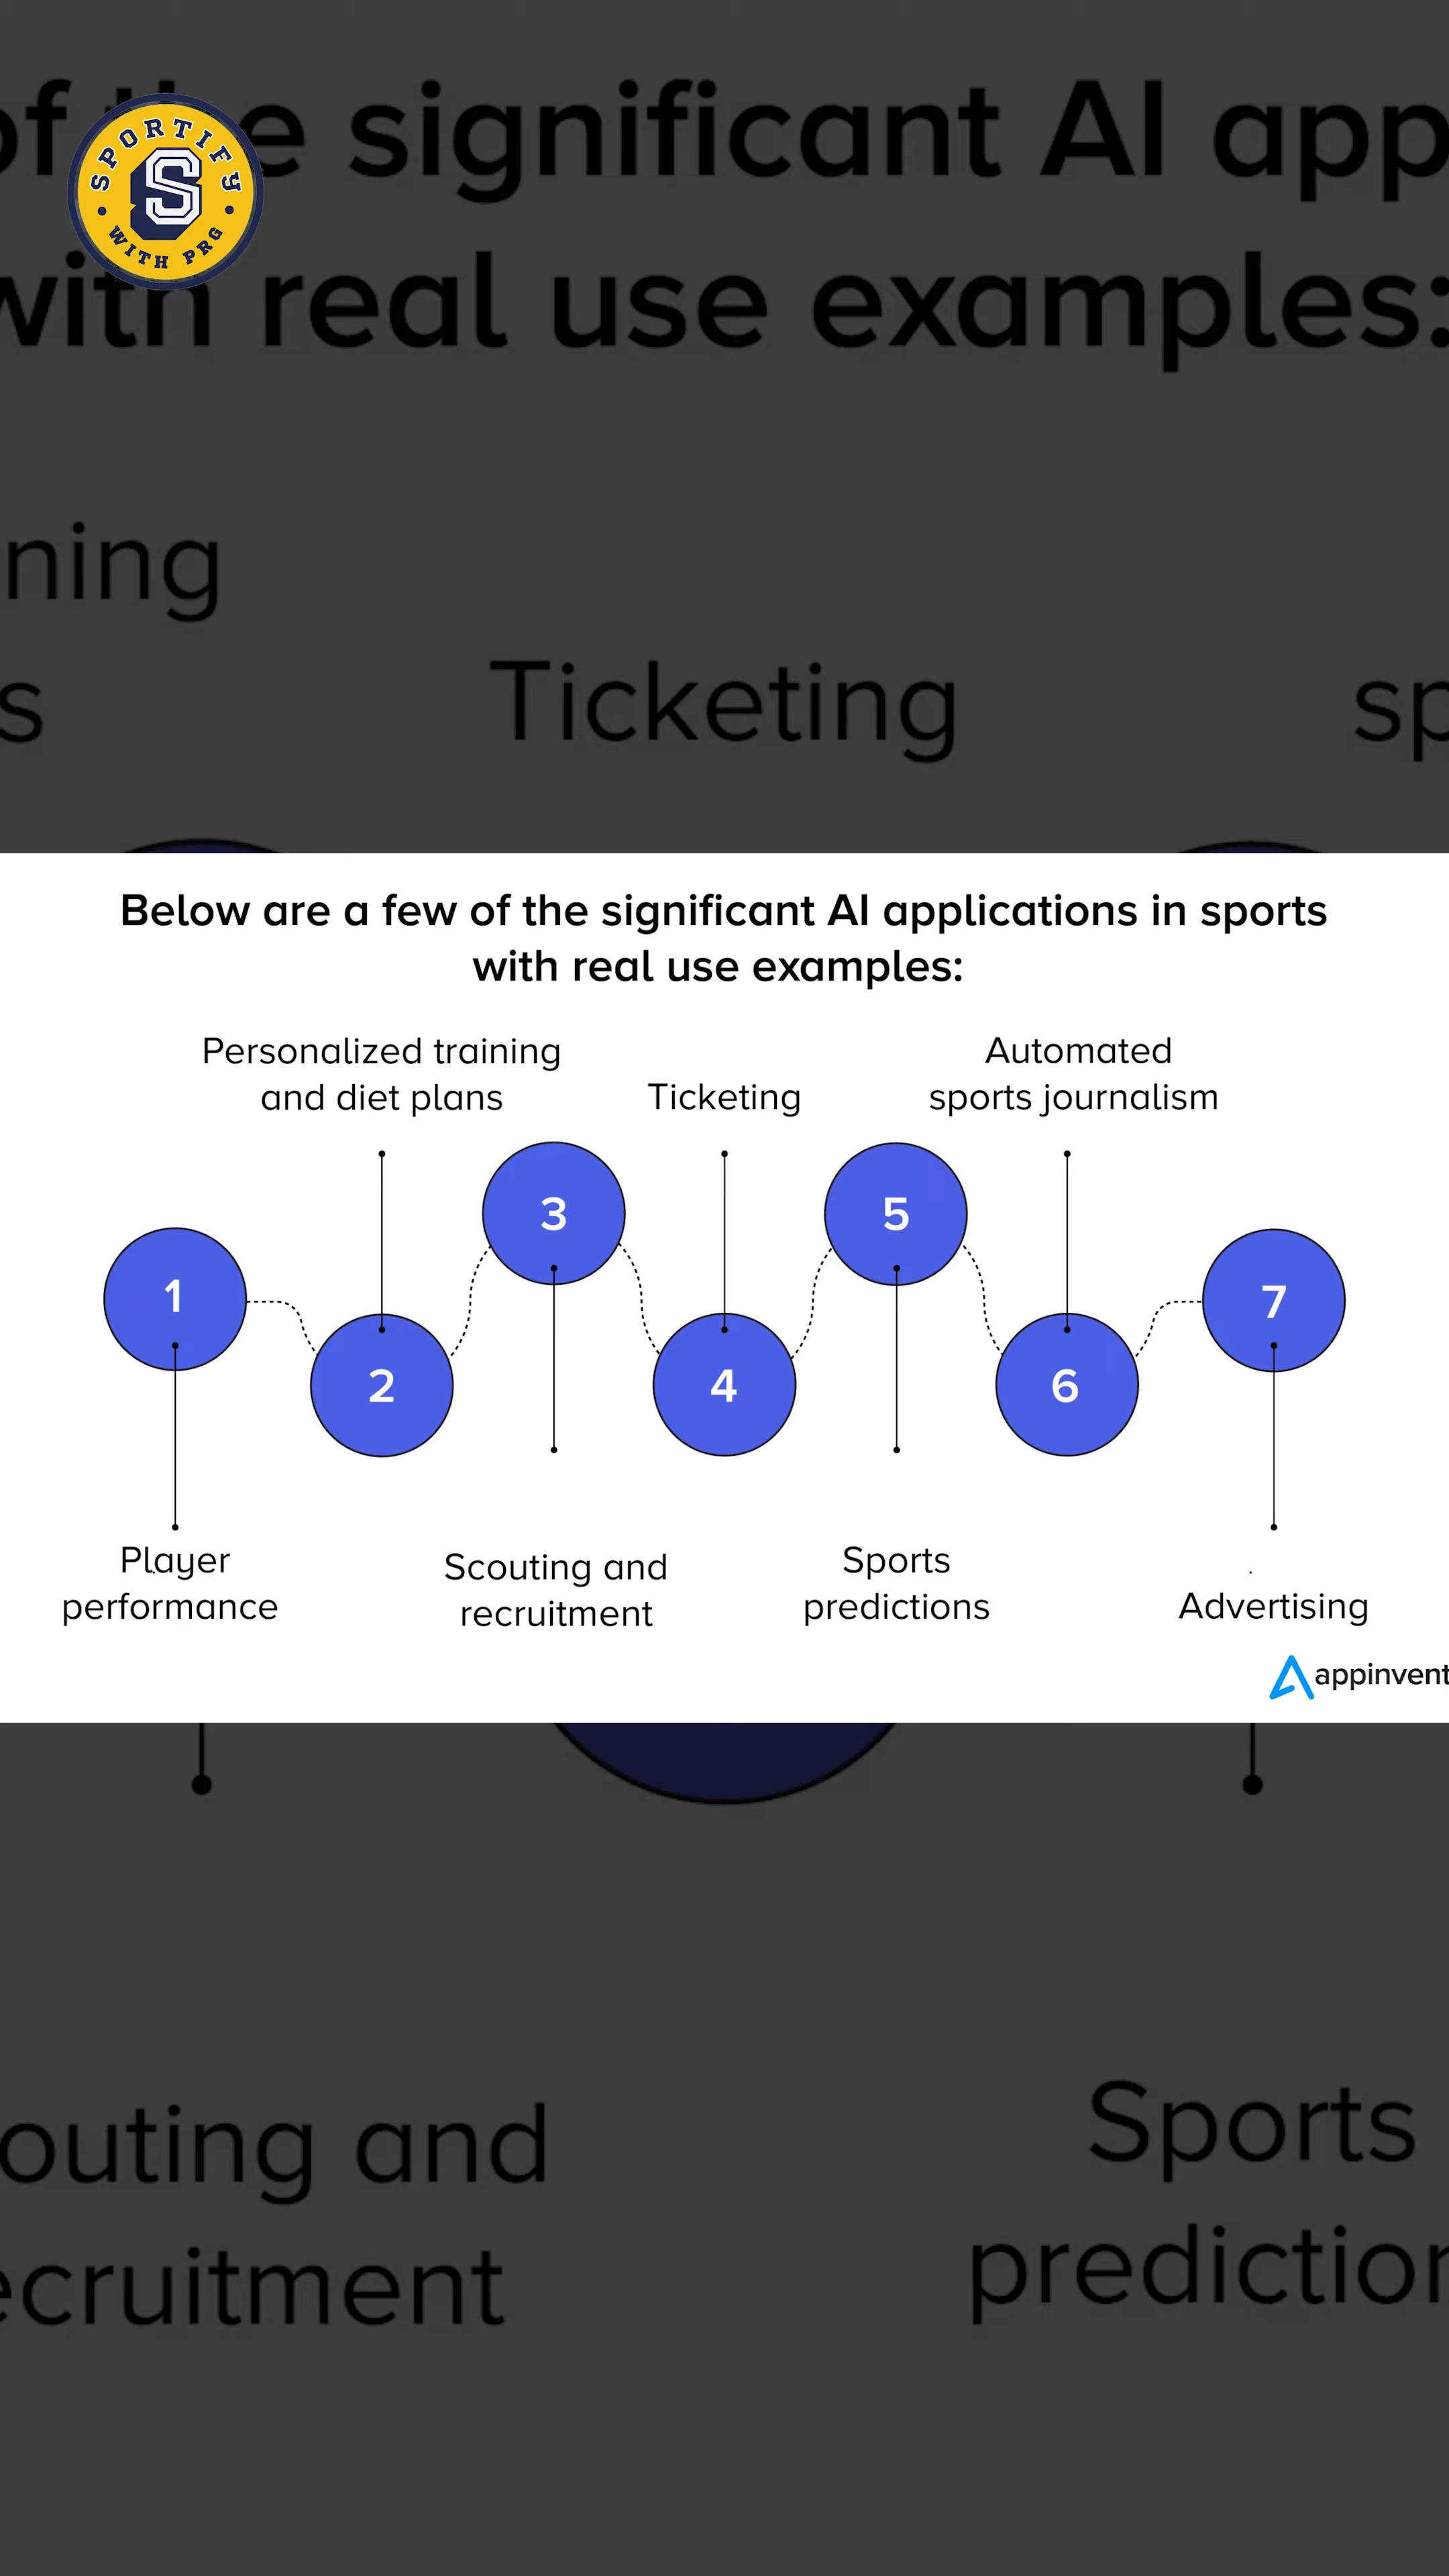 of the significant AI app
with real use examples:
SPORTIFY
S
WITH PRG
ning
s
Ticketing
sp
Below are a few of the significant AI applications in sports
with real use examples:
Personalized training
and diet plans
Ticketing
Automated
sports journalism
1
2
3
4
5
6
7
Player
performance
Scouting and
recruitment
Sports
predictions
Advertising
appinvent
outing and
ecruitment
Sports
prediction